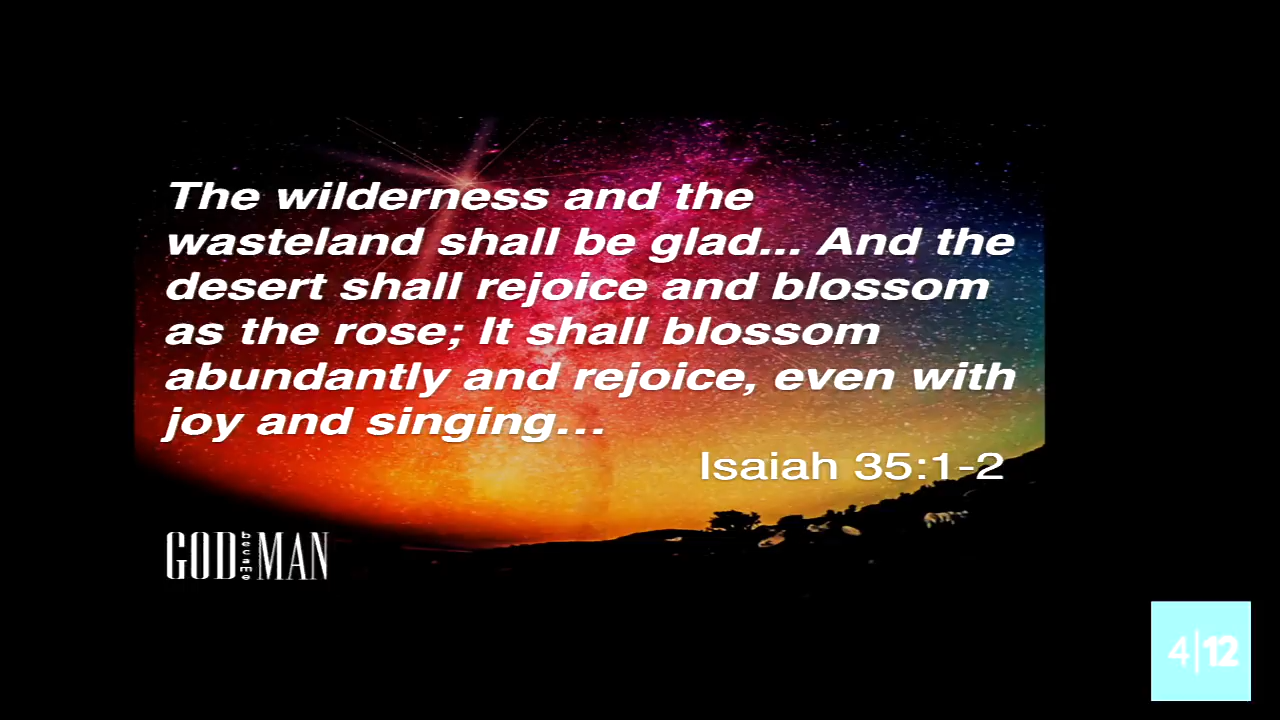 The wilderness and the
wasteland shall be glad... And the
desert shall rejoice and blossom
as the rose; It shall blossom
abundantly and rejoice, even with
joy and singing...
Isaiah 35:1-2
GOD became MAN
4|12